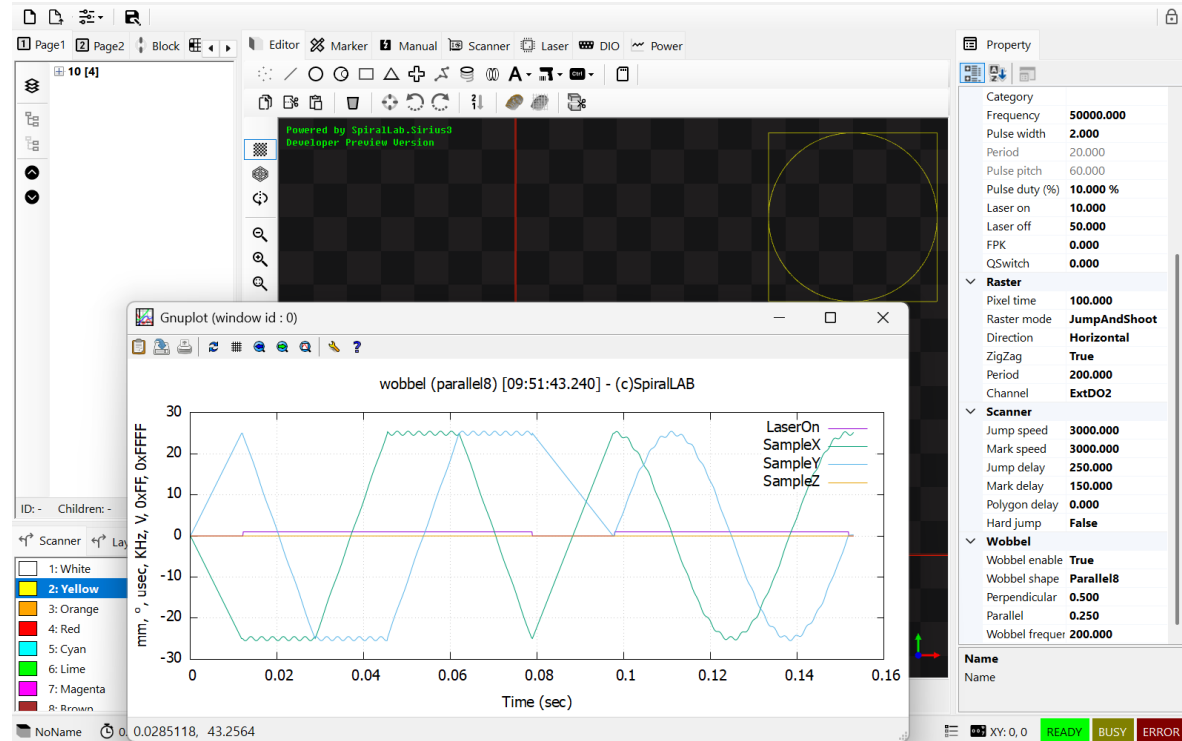 Page1
Page2
Block
Editor
Marker
Manual
Scanner
Laser
DIO
Power
Property
10 [4]
Powered by SpiralLab.Sirius3
Developer Preview Version
Category
Frequency 50000.000
Pulse width 2.000
Period 20.000
Pulse pitch 60.000
Pulse duty (%) 10.000 %
Laser on 10.000
Laser off 50.000
FPK 0.000
QSwitch 0.000
Raster
Pixel time 100.000
Raster mode JumpAndShoot
Direction Horizontal
ZigZag True
Period 200.000
Channel ExtDO2
Scanner
Jump speed 3000.000
Mark speed 3000.000
Jump delay 250.000
Mark delay 150.000
Polygon delay 0.000
Hard jump False
Wobbel
Wobbel enable True
Wobbel shape Parallel8
Perpendicular 0.500
Parallel 0.250
Wobbel frequer 200.000
Name
Name
ID: - Children: -
Scanner
Lay
1: White
2: Yellow
3: Orange
4: Red
5: Cyan
6: Lime
7: Magenta
8: Brown
Gnuplot (window id : 0)
wobbel (parallel8) [09:51:43.240] - (c)SpiralLAB
LaserOn
SampleX
SampleY
SampleZ
mm, °, usec, KHz, V, 0xFF, 0xFFFF
30
20
10
0
-10
-20
-30
0 0.02 0.04 0.06 0.08 0.1 0.12 0.14 0.16
Time (sec)
0.0285118, 43.2564
NoName
0.
XY: 0, 0
READY
BUSY
ERROR